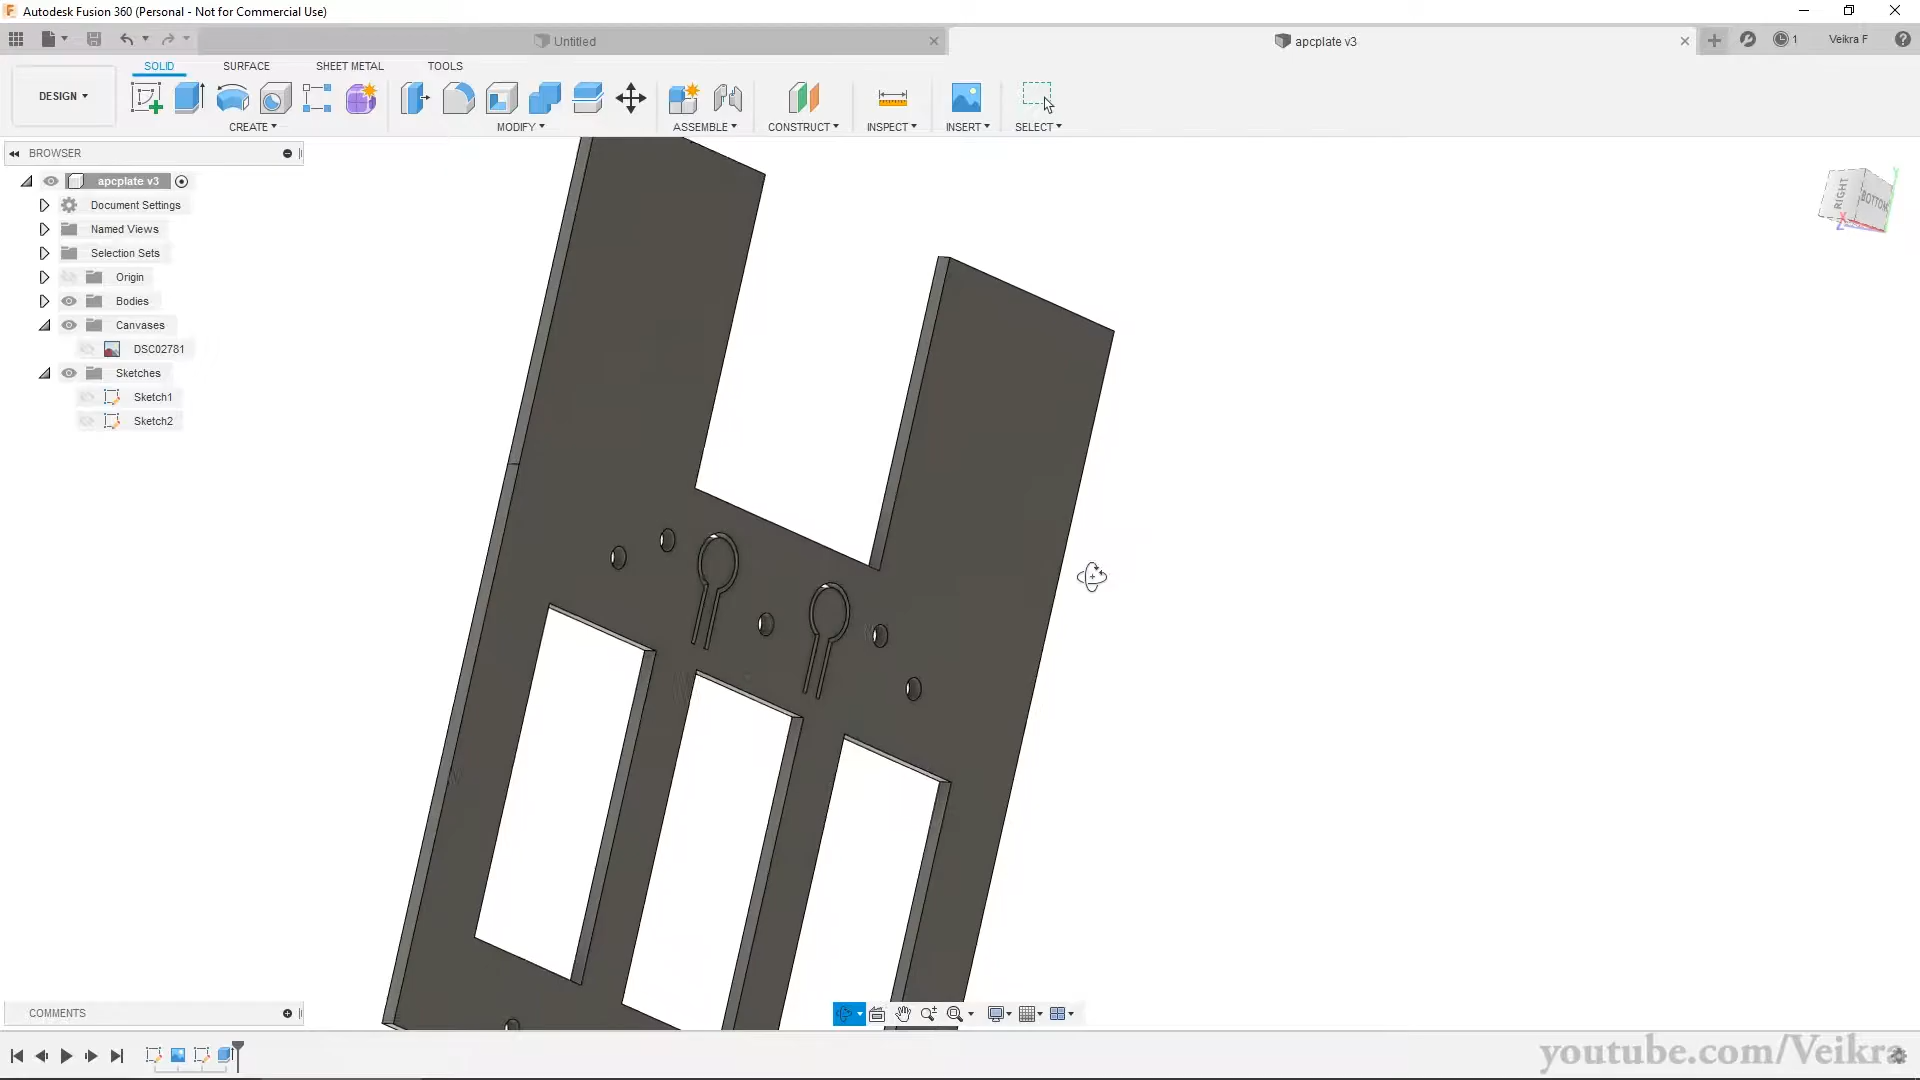 Autodesk Fusion 360 (Personal - Not for Commercial Use)
Untitled
apcplate v3
1
Veikra F
DESIGN
SOLID
SURFACE
SHEET METAL
TOOLS
CREATE
MODIFY
ASSEMBLE
CONSTRUCT
INSPECT
INSERT
SELECT
BROWSER
apcplate v3
Document Settings
Named Views
Selection Sets
Origin
Bodies
Canvases
DSC02781
Sketches
Sketch1
Sketch2
RIGHT
BOTTOM
Y
X
Z
COMMENTS
youtube.com/Veikra